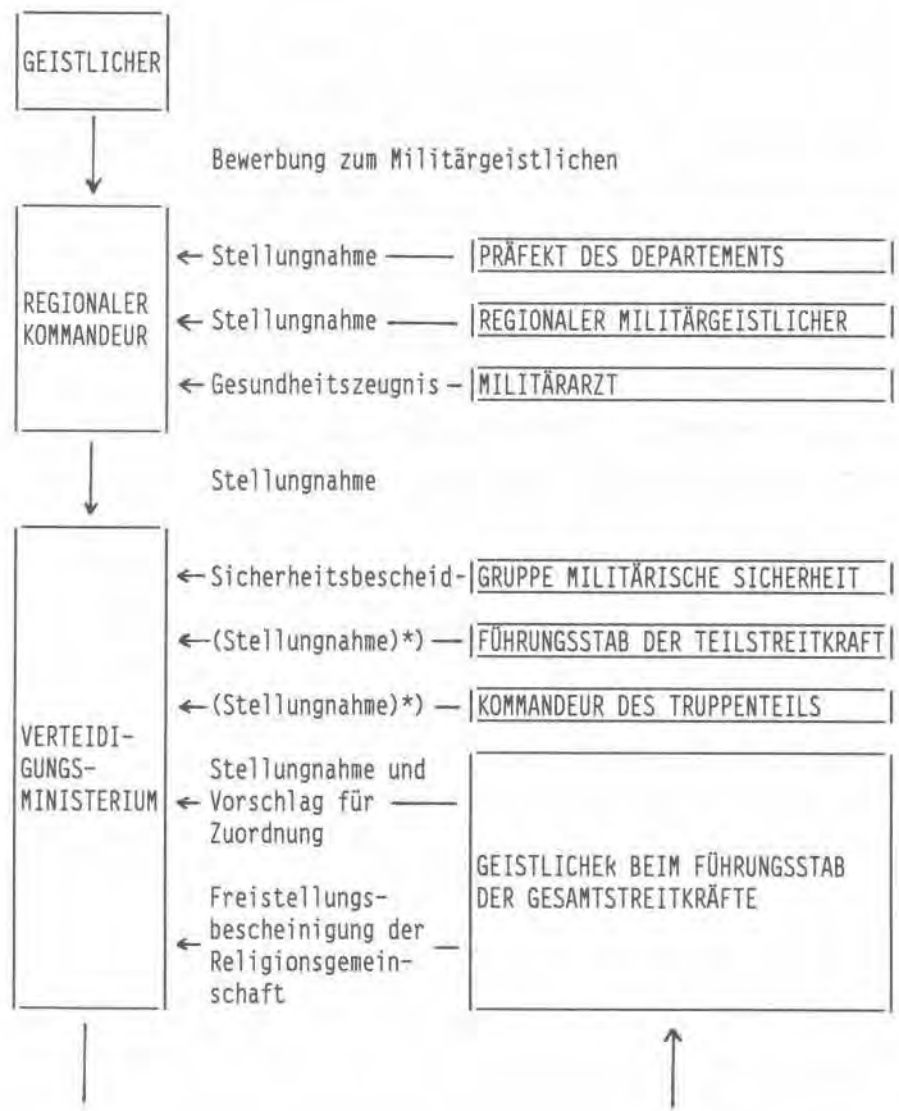 GEISTLICHER
Bewerbung zum Militärgeistlichen
REGIONALER
KOMMANDEUR
Stellungnahme
PRÄFEKT DES DEPARTEMENTS
Stellungnahme
REGIONALER MILITÄRGEISTLICHER
Gesundheitszeugnis
MILITÄRARZT
Stellungnahme
VERTEIDI-
GUNGS-
MINISTERIUM
Sicherheitsbescheid
GRUPPE MILITÄRISCHE SICHERHEIT
(Stellungnahme)*)
FÜHRUNGSSTAB DER TEILSTREITKRAFT
(Stellungnahme)*)
KOMMANDEUR DES TRUPPENTEILS
Stellungnahme und
Vorschlag für
Zuordnung
Freistellungs-
bescheinigung der
Religionsgemein-
schaft
GEISTLICHER BEIM FÜHRUNGSSTAB
DER GESAMTSTREITKRÄFTE